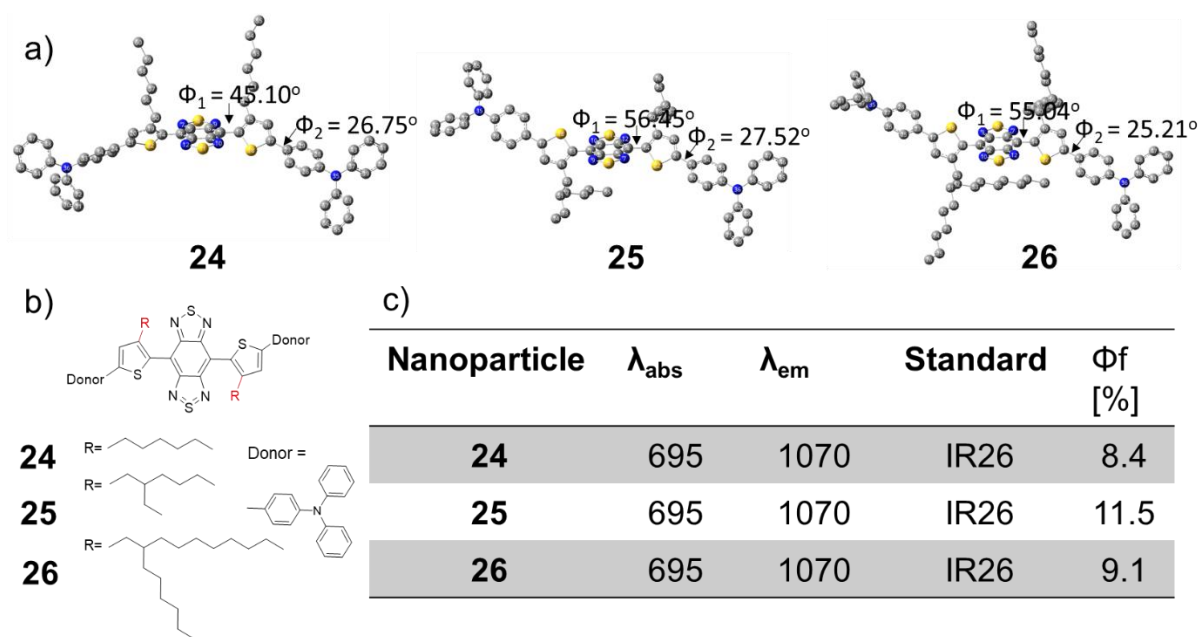 a)
Φ₁ = 45.10°
Φ₂ = 26.75°
24
Φ₁ = 56.45°
Φ₂ = 27.52°
25
Φ₁ = 55.04°
Φ₂ = 25.21°
26
b)
S
N N
R
S
Donor
Donor
S
R
N N
S
24 R=
25 R=
26 R=
Donor =
N
c)
Nanoparticle λabs λem Standard Φf [%]
24 695 1070 IR26 8.4
25 695 1070 IR26 11.5
26 695 1070 IR26 9.1